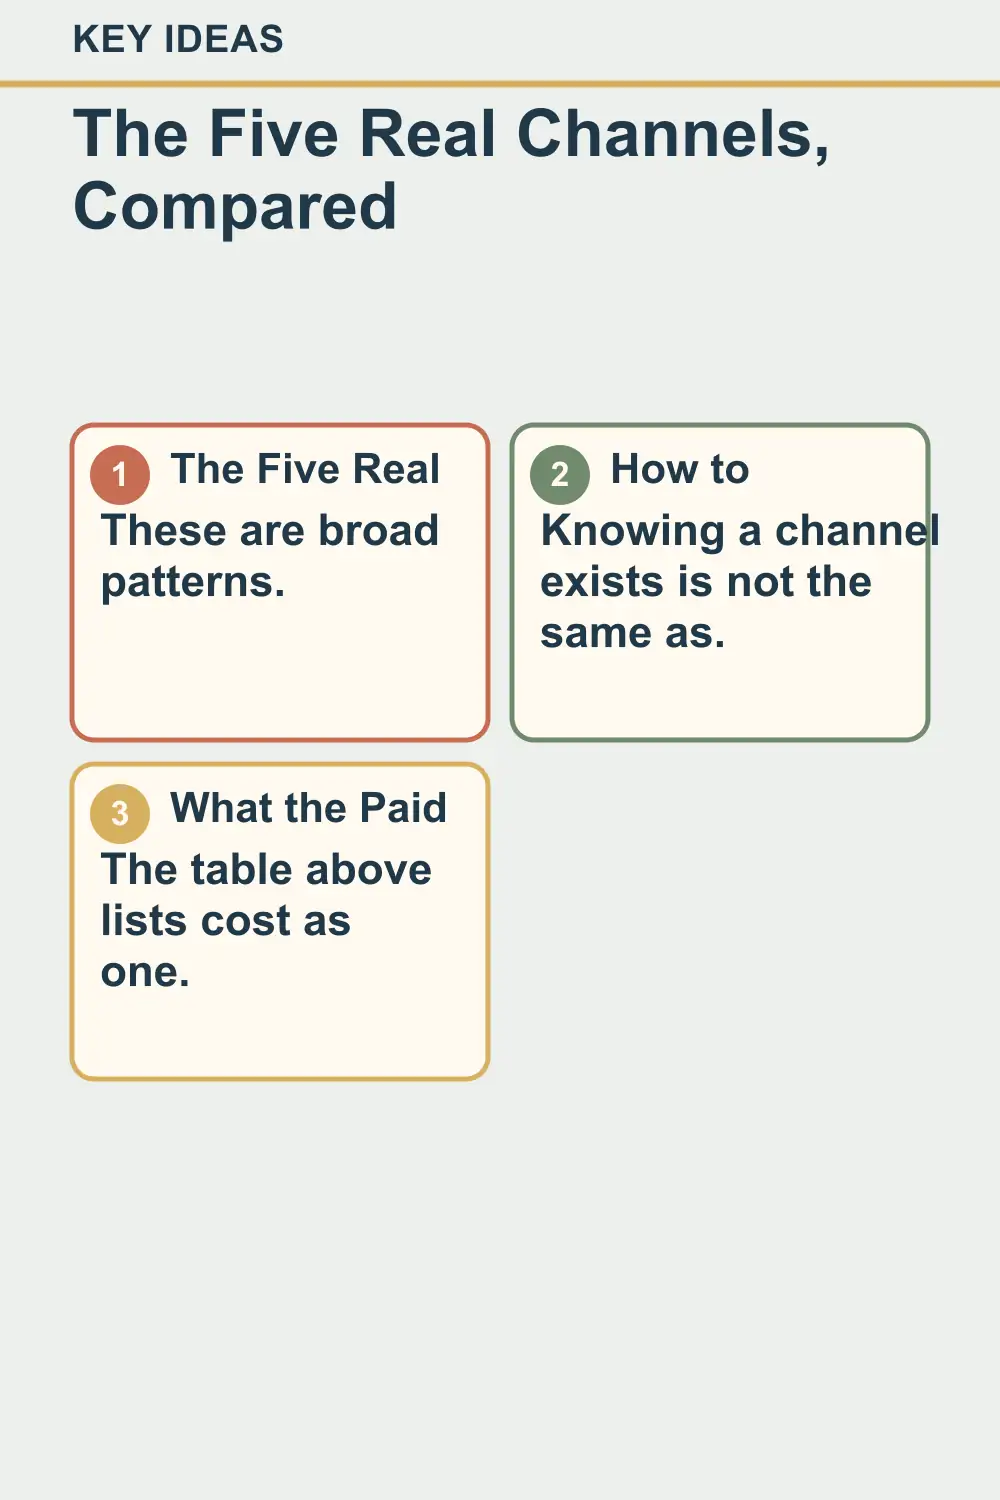 KEY IDEAS
The Five Real Channels,
Compared
1 The Five Real
These are broad
patterns.
2 How to
Knowing a channel
exists is not the
same as.
3 What the Paid
The table above
lists cost as
one.